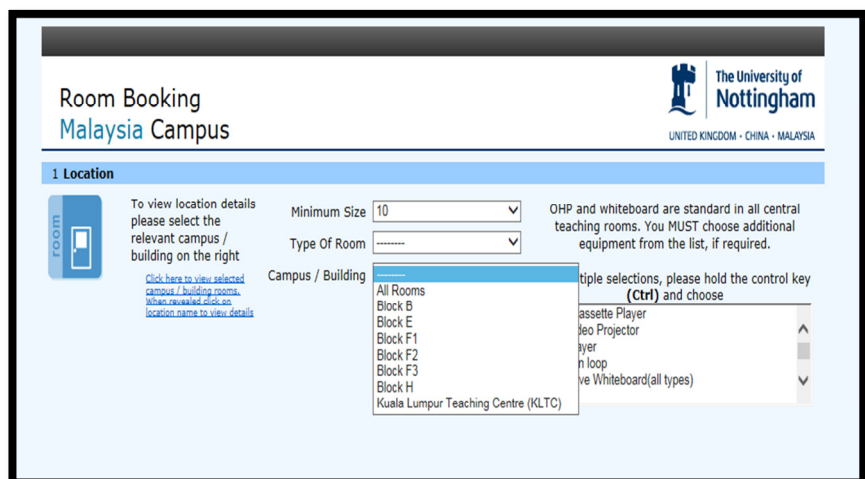 Room Booking
Malaysia Campus
The University of
Nottingham
UNITED KINGDOM · CHINA · MALAYSIA
1 Location
room
To view location details
please select the
relevant campus /
building on the right
Click here to view selected
campus / building rooms.
When revealed click on
location name to view details
Minimum Size 10
Type Of Room --------
Campus / Building
--------
All Rooms
Block B
Block E
Block F1
Block F2
Block F3
Block H
Kuala Lumpur Teaching Centre (KLTC)
OHP and whiteboard are standard in all central
teaching rooms. You MUST choose additional
equipment from the list, if required.
tiple selections, please hold the control key
(Ctrl) and choose
assette Player
deo Projector
ayer
n loop
ve Whiteboard(all types)